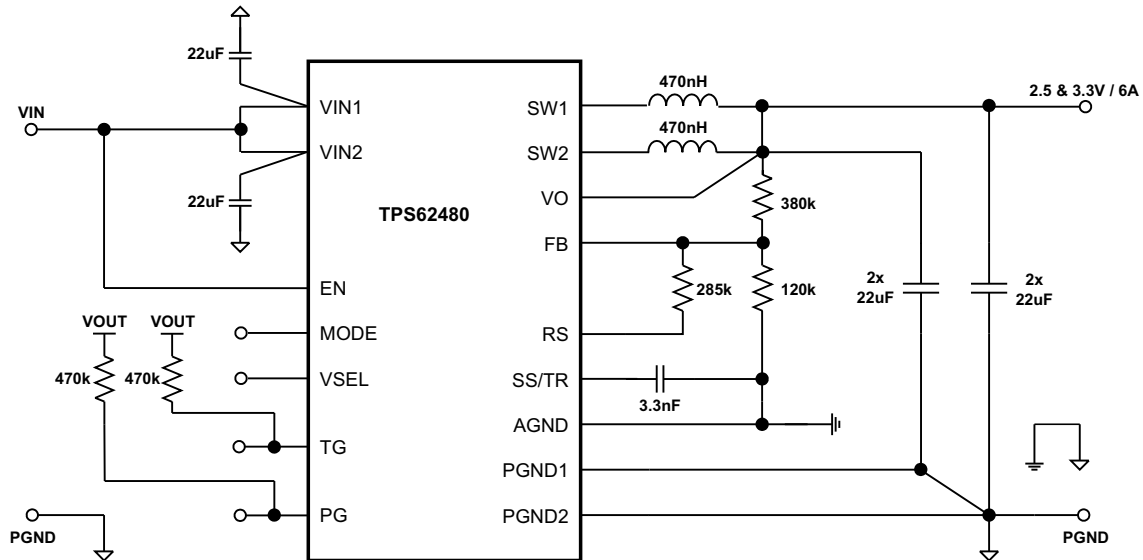 22uF
VIN
22uF
VIN1
VIN2
EN
MODE
VSEL
TG
PG
TPS62480
SW1
SW2
VO
FB
RS
SS/TR
AGND
PGND1
PGND2
VOUT
VOUT
470k
470k
PGND
470nH
470nH
2.5 & 3.3V / 6A
380k
285k
120k
3.3nF
2x
22uF
2x
22uF
PGND